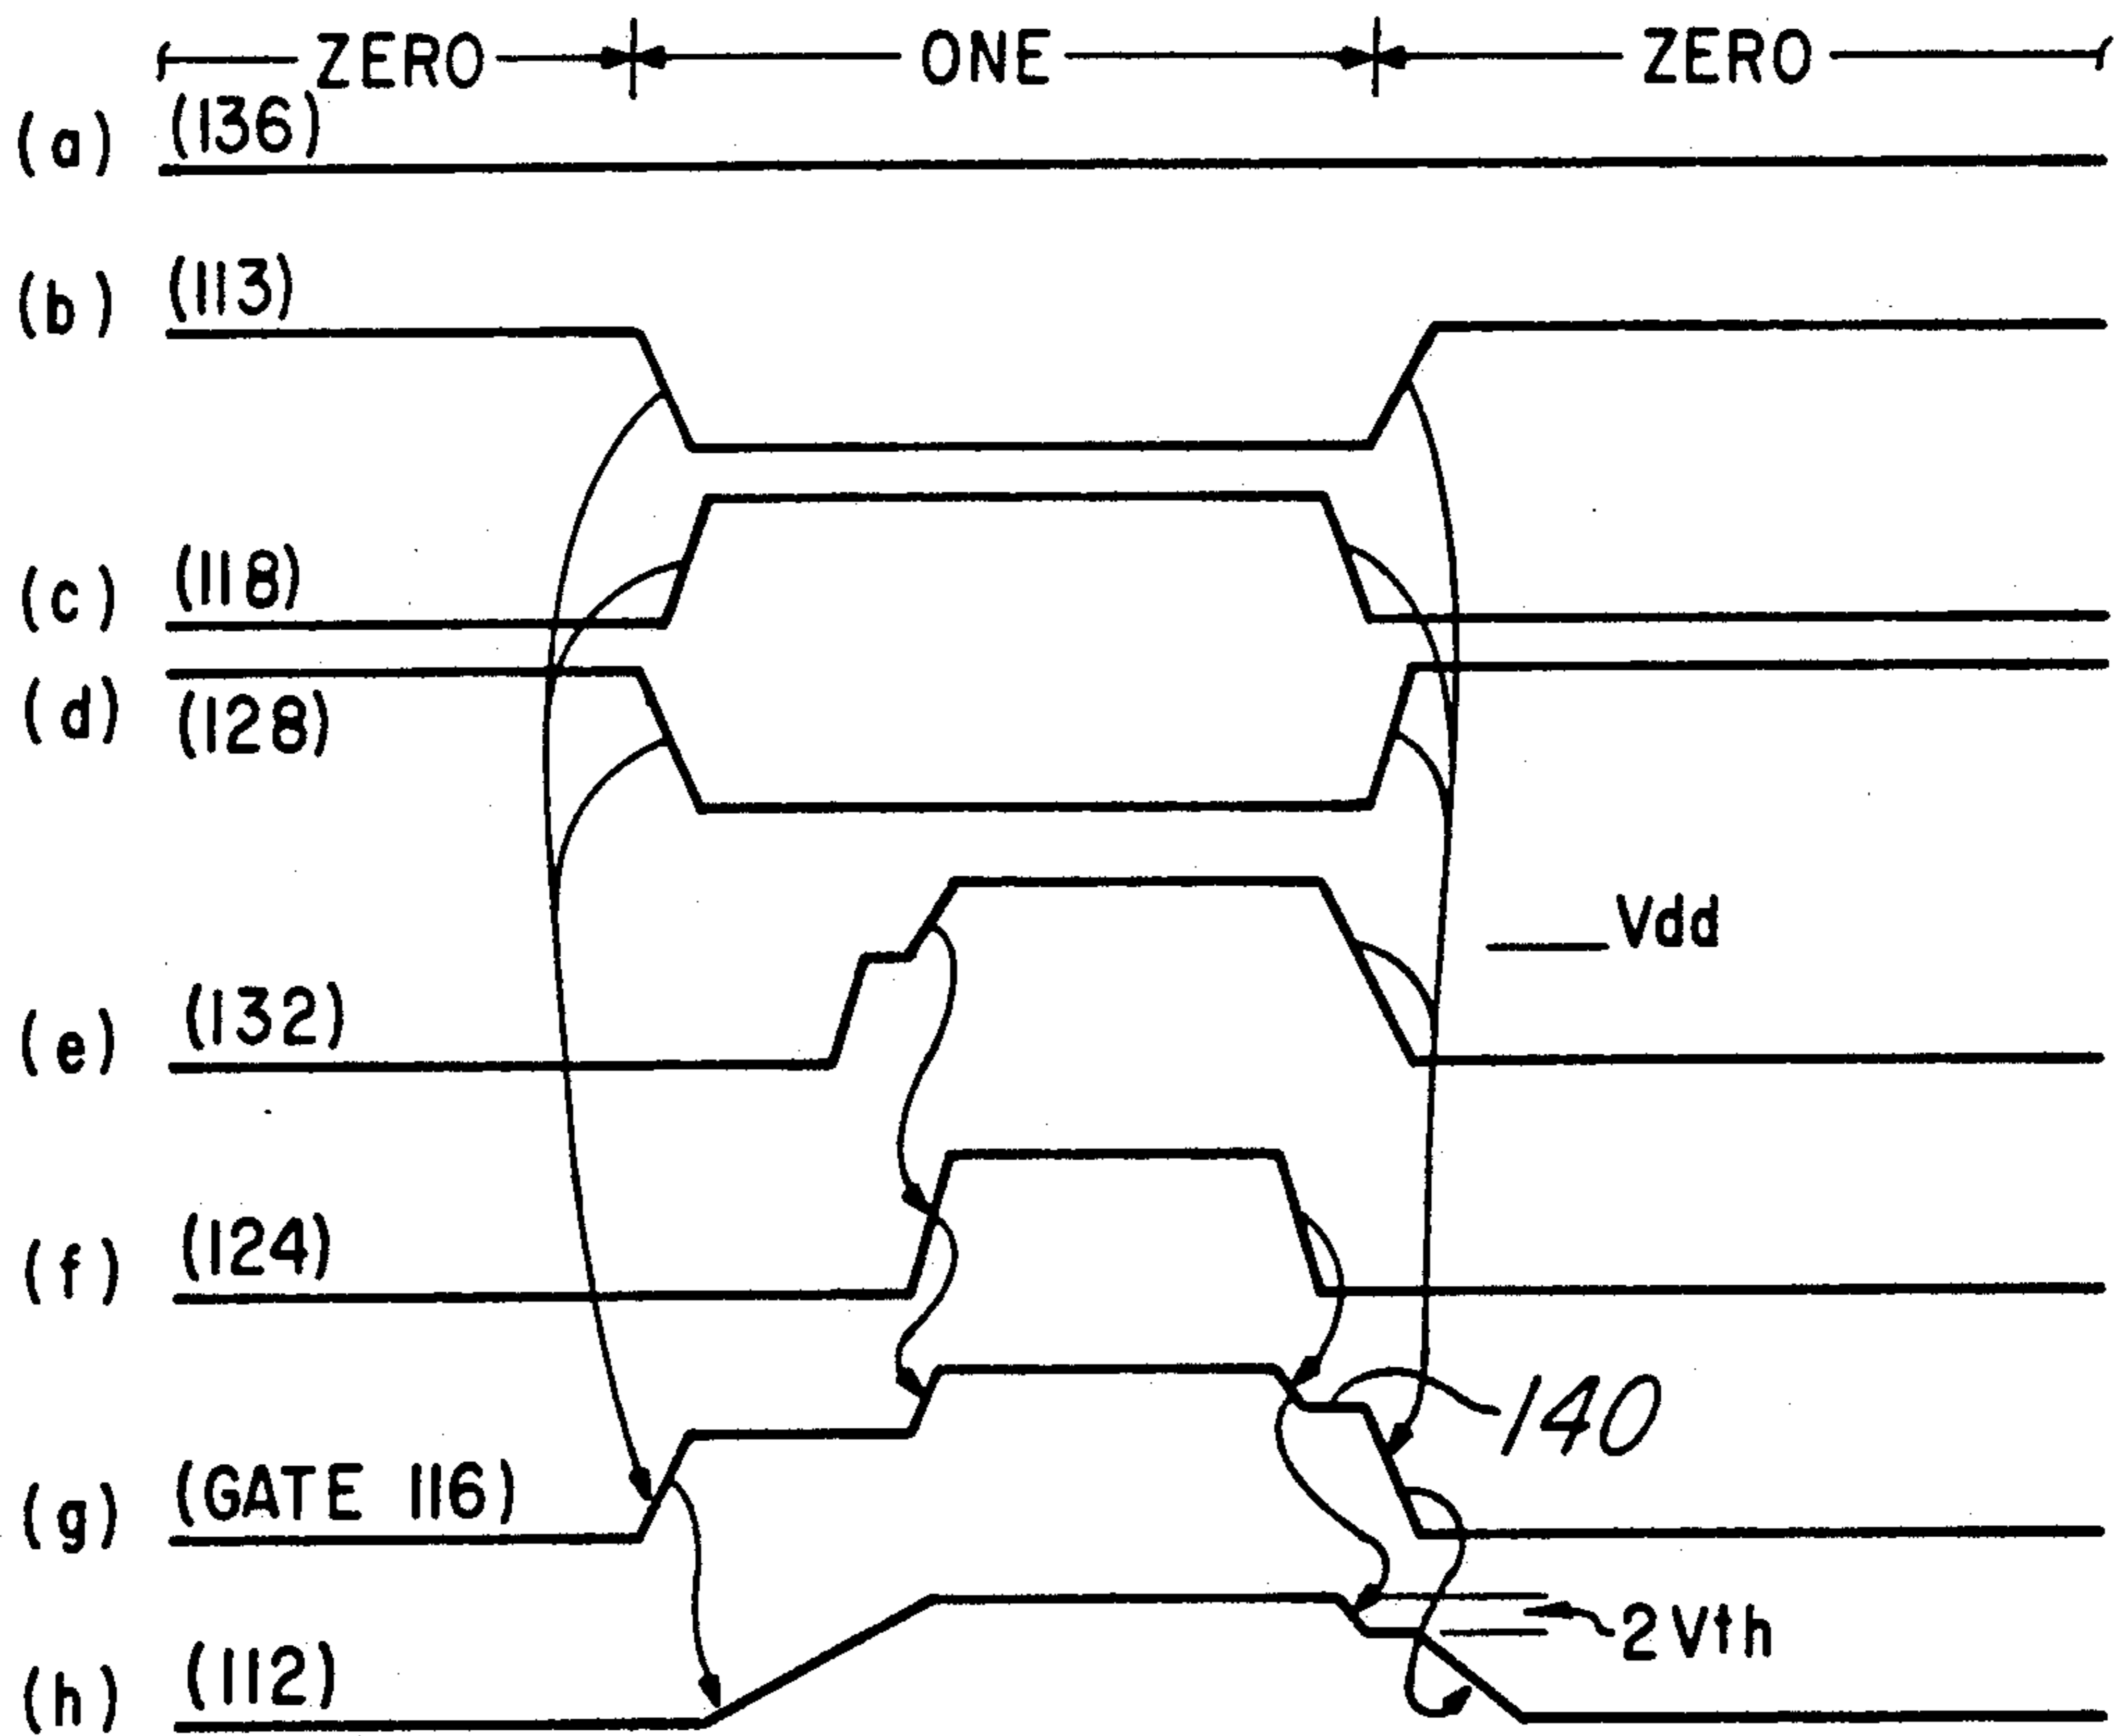 ZERO ONE ZERO
(a) (136)
(b) (113)
(c) (118)
(d) (128)
Vdd
(e) (132)
(f) (124)
140
(g) (GATE 116)
2Vth
(h) (112)